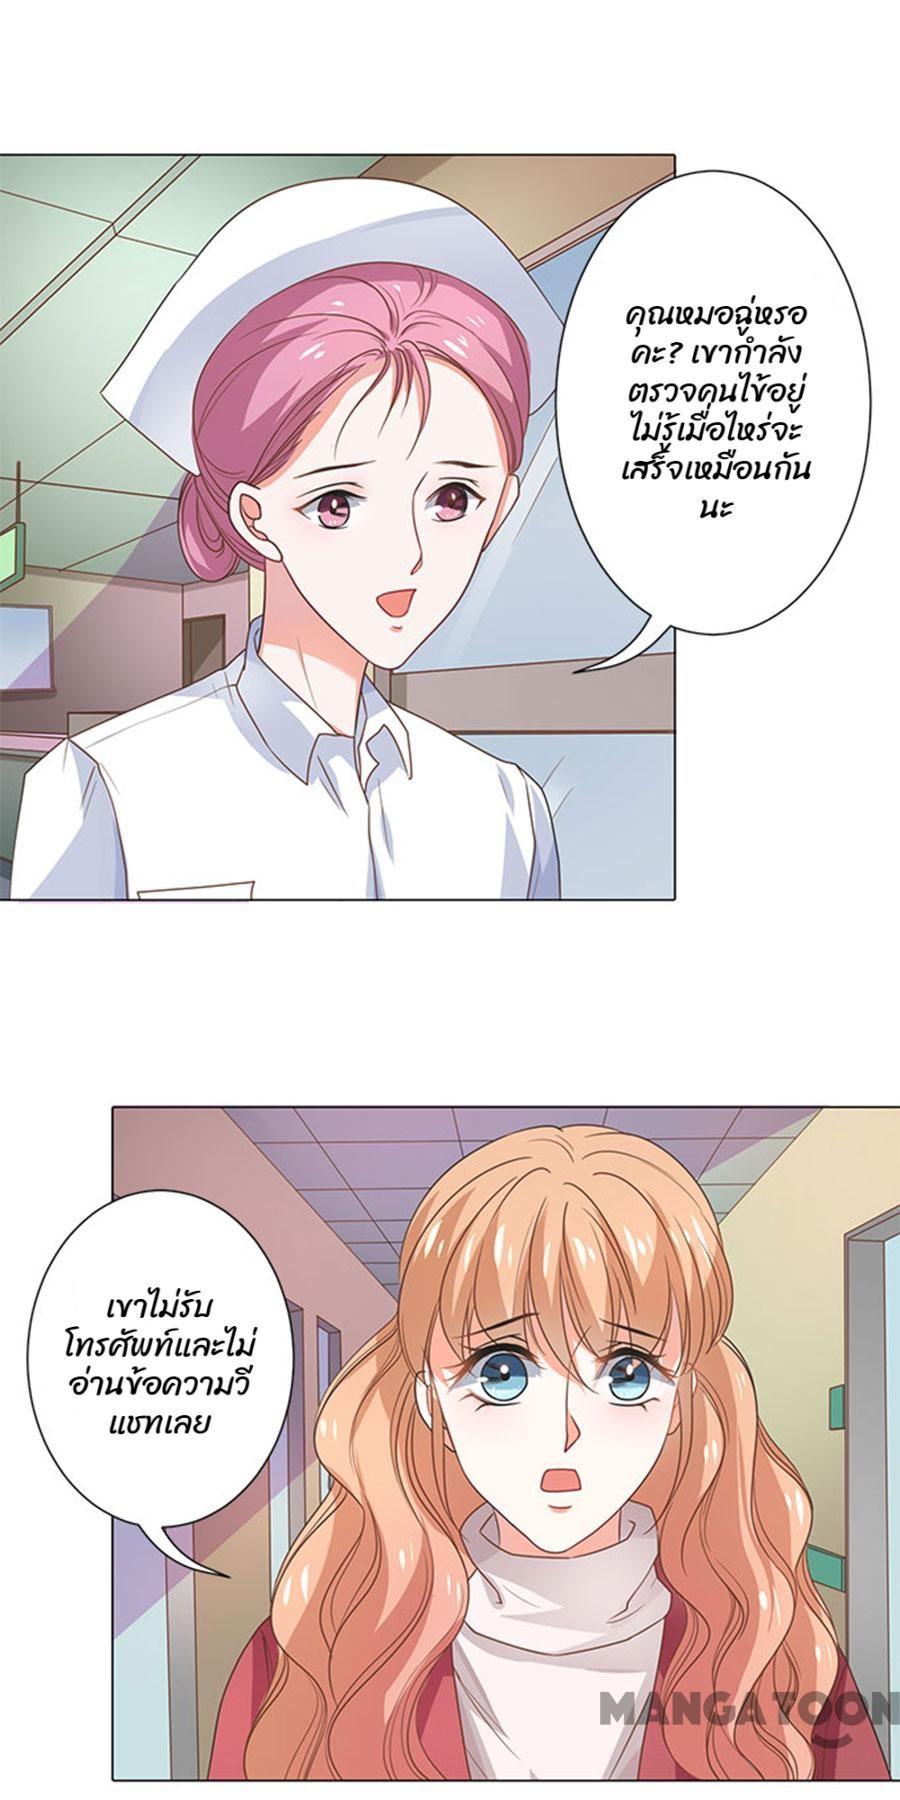 คุณหมอฉู่หรอ
คะ? เขากำลัง
ตรวจคนไข้อยู่
ไม่รู้เมื่อไหร่จะ
เสร็จเหมือนกัน
นะ
เขาไม่รับ
โทรศัพท์และไม่
อ่านข้อความวี
แชทเลย
MANGATOON